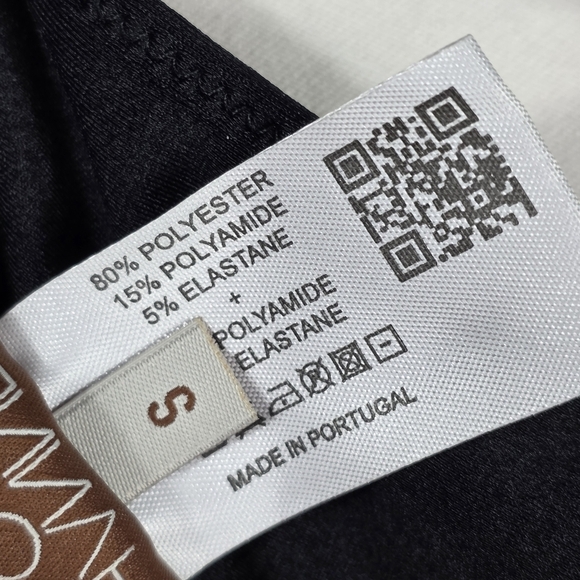 80% POLYESTER
15% POLYAMIDE
5% ELASTANE
+
POLYAMIDE
ELASTANE
S
MADE IN PORTUGAL